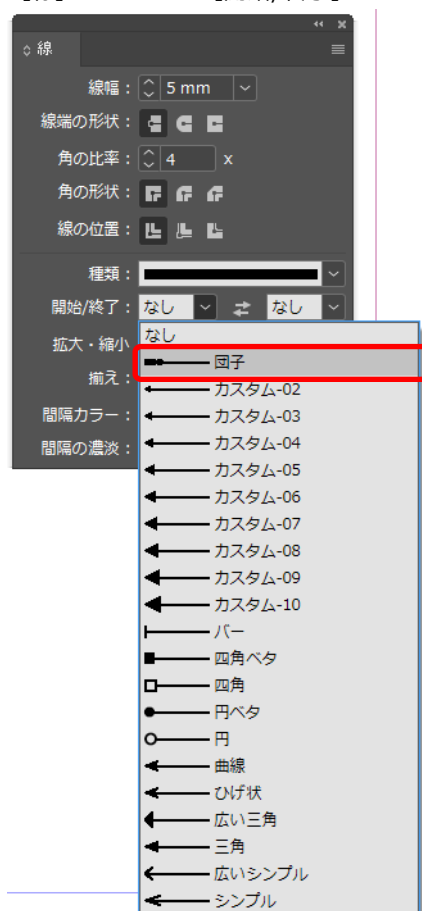 線
線幅： 5 mm
線端の形状：
角の比率： 4 x
角の形状：
線の位置：
種類：
開始/終了： なし なし
拡大・縮小
揃え：
間隔カラー：
間隔の濃淡：
なし
団子
カスタム-02
カスタム-03
カスタム-04
カスタム-05
カスタム-06
カスタム-07
カスタム-08
カスタム-09
カスタム-10
バー
四角ベタ
四角
円ベタ
円
曲線
ひげ状
広い三角
三角
広いシンプル
シンプル